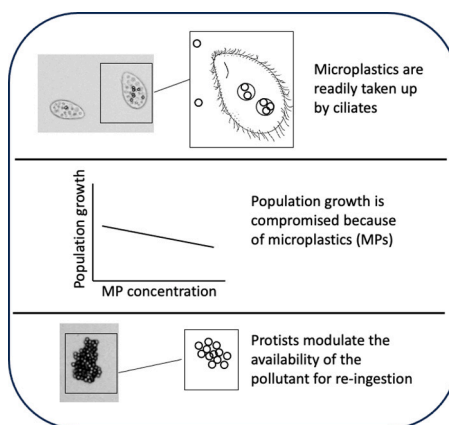 Microplastics are
readily taken up
by ciliates
Population growth
MP concentration
Population growth is
compromised because
of microplastics (MPs)
Protists modulate the
availability of the
pollutant for re-ingestion